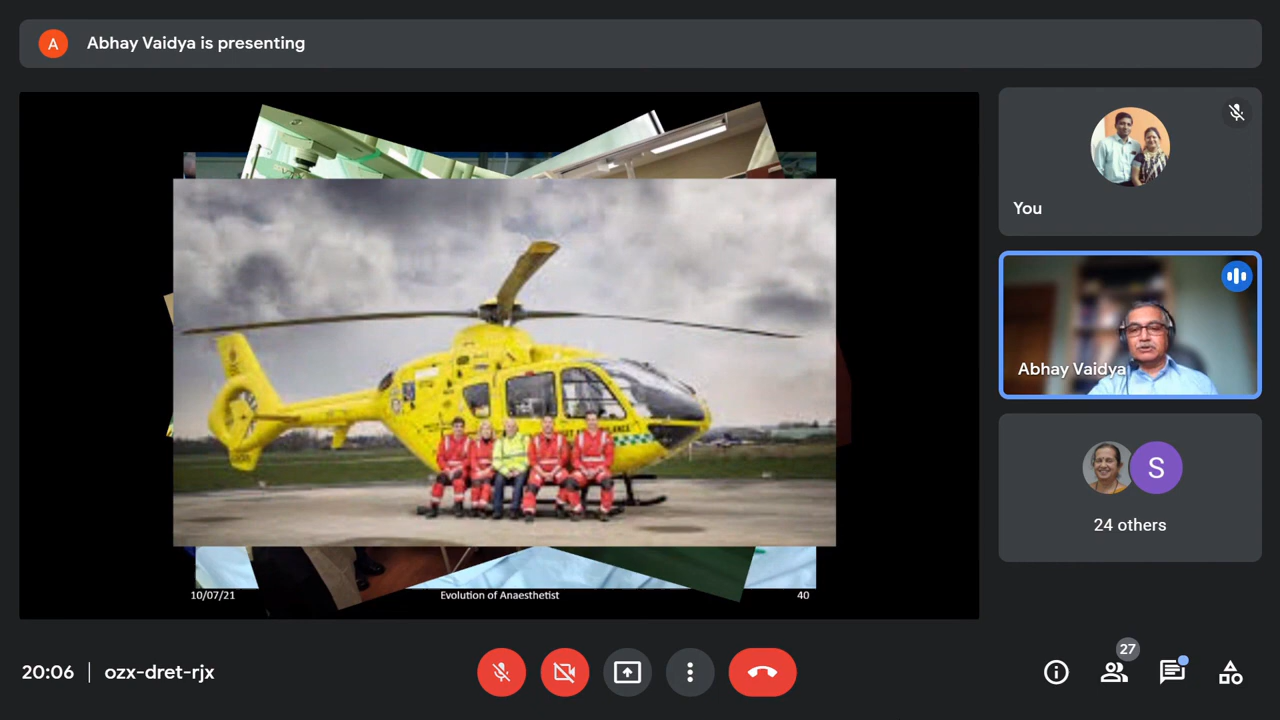 A
Abhay Vaidya is presenting
You
Abhay Vaidya
S
24 others
10/07/21
Evolution of Anaesthetist
40
20:06
ozx-dret-rjx
27